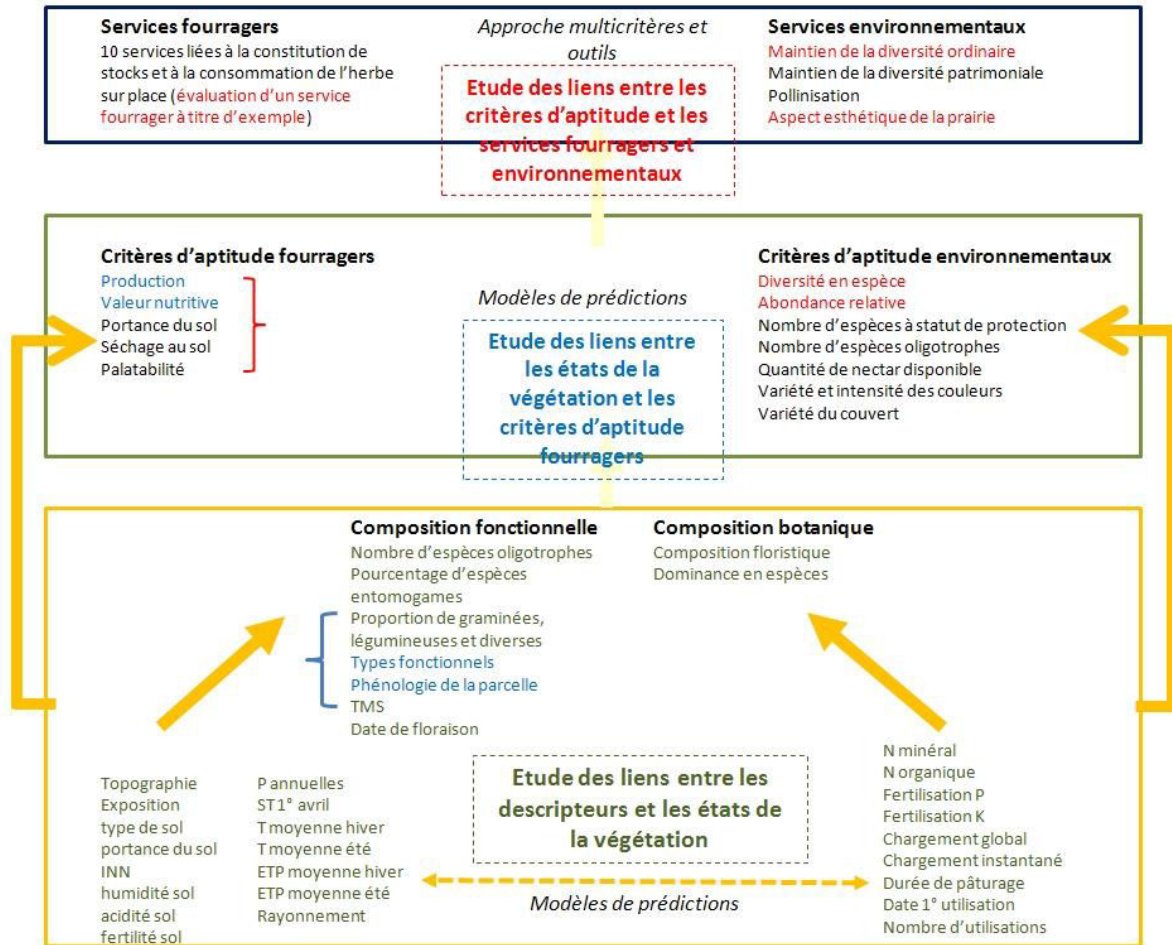 Services fourragers
10 services liées à la constitution de
stocks et à la consommation de l'herbe
sur place (évaluation d'un service
fourrager à titre d'exemple)
Approche multicritères et
outils
Etude des liens entre les
critères d'aptitude et les
services fourragers et
environnementaux
Services environnementaux
Maintien de la diversité ordinaire
Maintien de la diversité patrimoniale
Pollinisation
Aspect esthétique de la prairie
Critères d'aptitude fourragers
Production
Valeur nutritive
Portance du sol
Séchage au sol
Palatabilité
Modèles de prédictions
Etude des liens entre
les états de la
végétation et les
critères d'aptitude
fourragers
Critères d'aptitude environnementaux
Diversité en espèce
Abondance relative
Nombre d'espèces à statut de protection
Nombre d'espèces oligotrophes
Quantité de nectar disponible
Variété et intensité des couleurs
Variété du couvert
Composition fonctionnelle
Nombre d'espèces oligotrophes
Pourcentage d'espèces
entomogames
Proportion de graminées,
légumineuses et diverses
Types fonctionnels
Phénologie de la parcelle
TMS
Date de floraison
Composition botanique
Composition floristique
Dominance en espèces
Topographie
Exposition
type de sol
portance du sol
INN
humidité sol
acidité sol
fertilité sol
P annuelles
ST 1° avril
T moyenne hiver
T moyenne été
ETP moyenne hiver
ETP moyenne été
Rayonnement
Etude des liens entre les
descripteurs et les états de
la végétation
Modèles de prédictions
N minéral
N organique
Fertilisation P
Fertilisation K
Chargement global
Chargement instantané
Durée de pâturage
Date 1° utilisation
Nombre d'utilisations